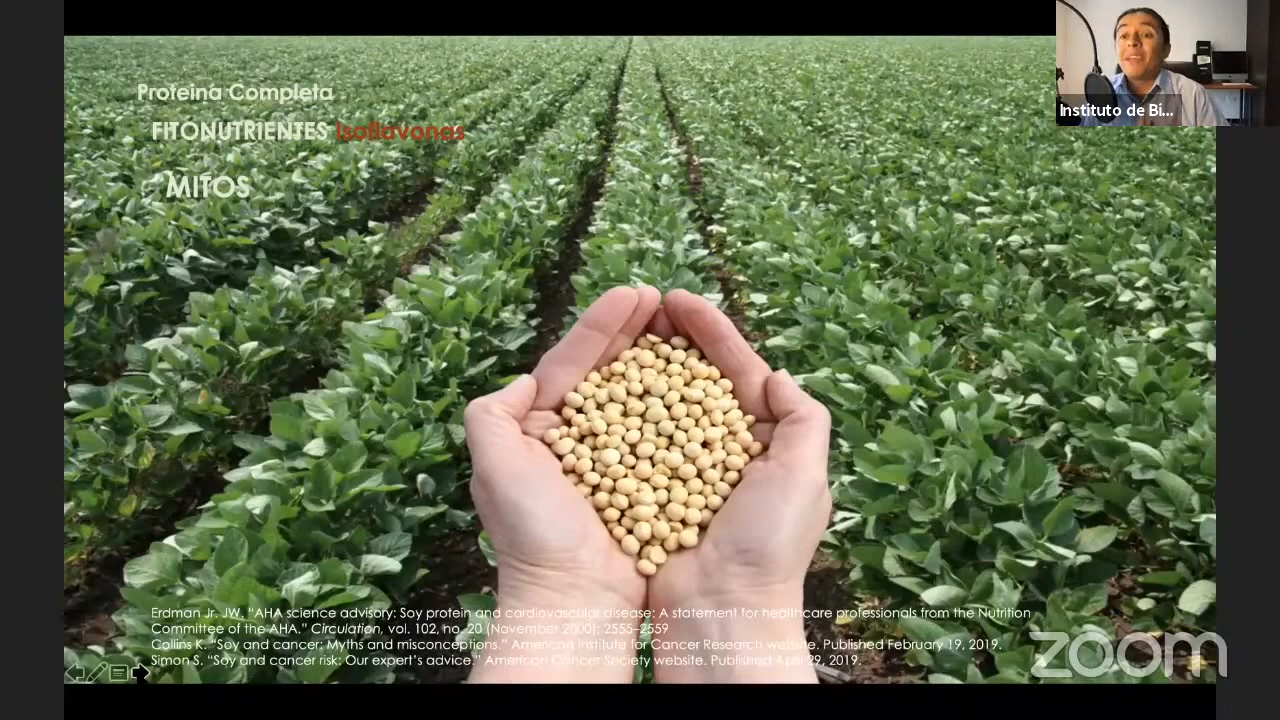 Proteína Completa
FITONUTRIENTES Isoflavonas
MITOS
Instituto de Bi...
Erdman Jr. JW. “AHA science advisory: Soy protein and cardiovascular disease: A statement for healthcare professionals from the Nutrition
Committee of the AHA.” Circulation, vol. 102, no. 20 (November 2000): 2555–2559
Collins K. “Soy and cancer: Myths and misconceptions.” American Institute for Cancer Research website. Published February 19, 2019.
Simon S. “Soy and cancer risk: Our expert’s advice.” American Cancer Society website. Published April 29, 2019.
zoom